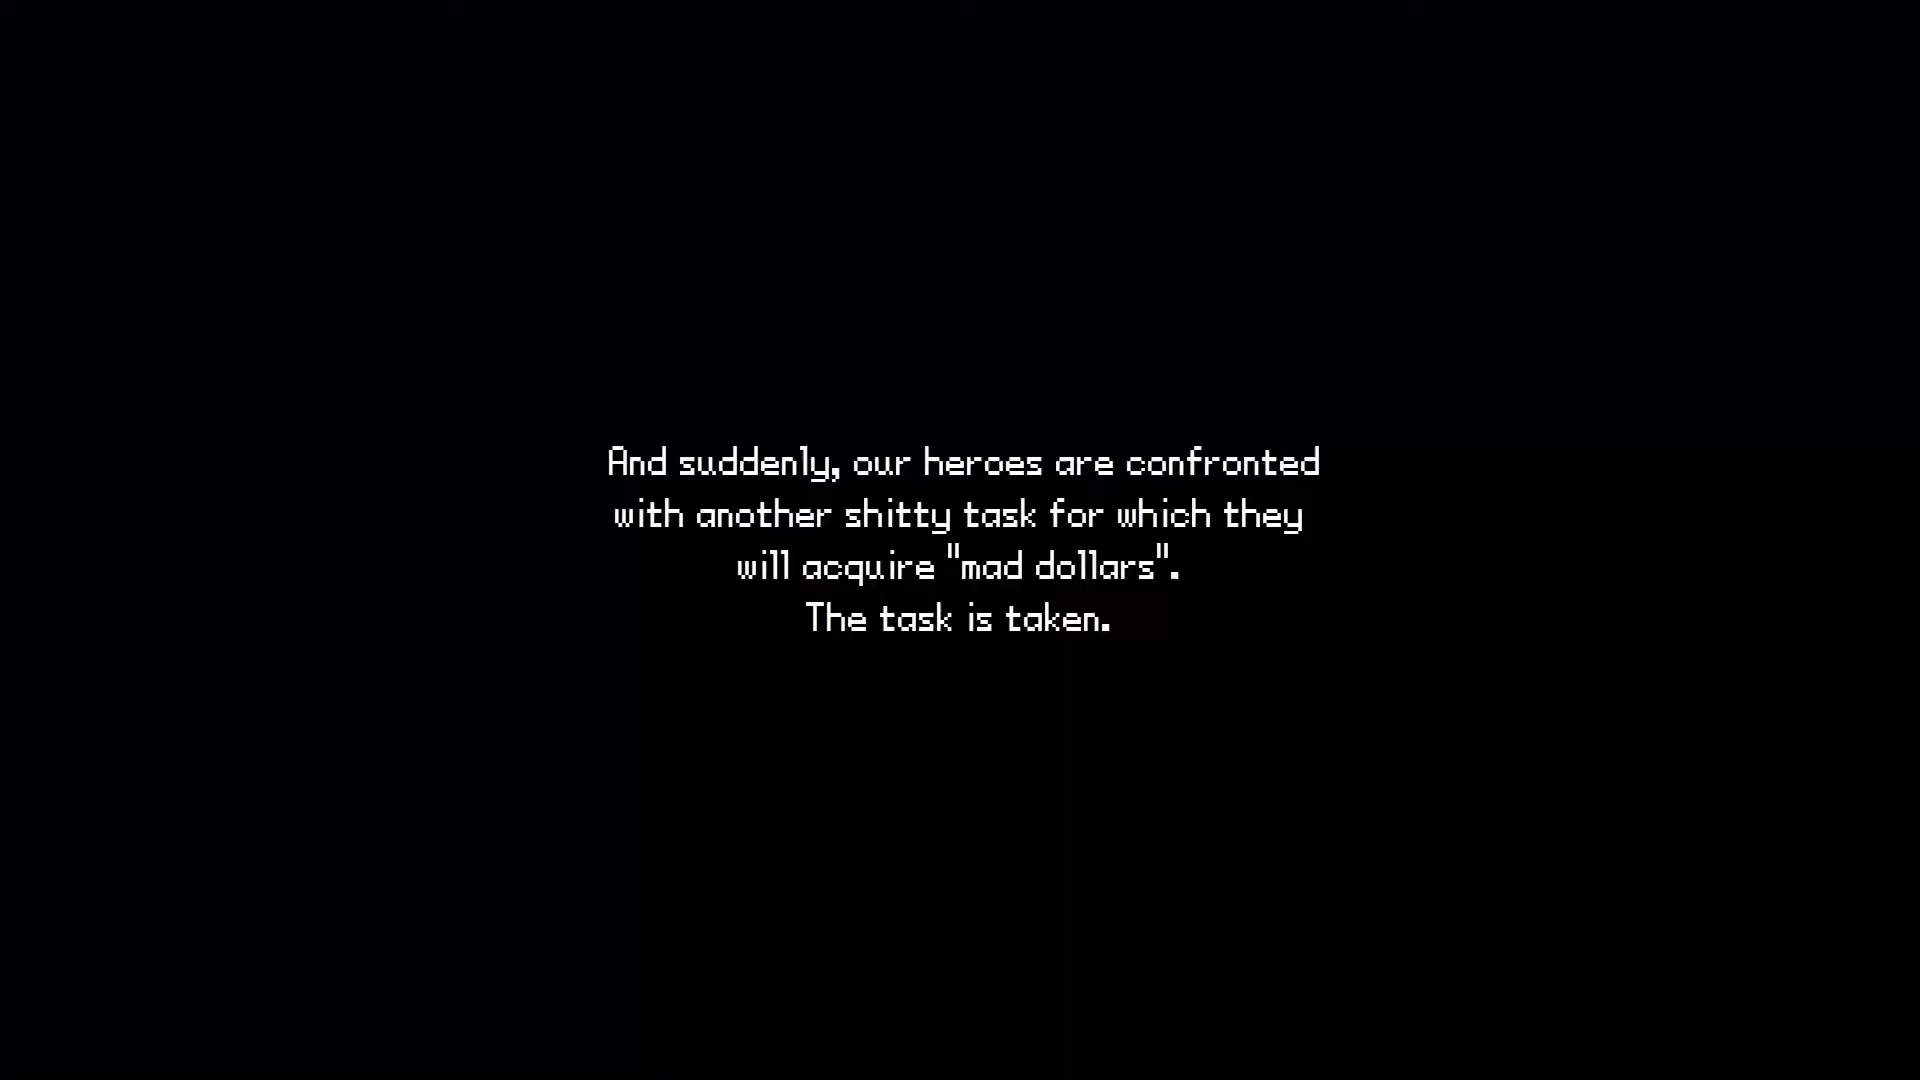 And suddenly, our heroes are confronted
with another shitty task for which they
will acquire "mad dollars".
The task is taken.